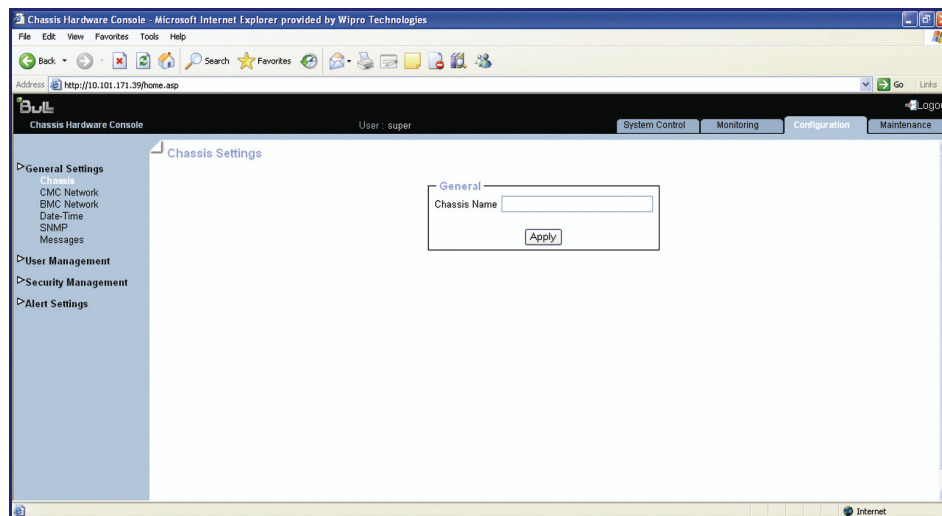 Chassis Hardware Console - Microsoft Internet Explorer provided by Wipro Technologies
File Edit View Favorites Tools Help
Back Search Favorites
Address http://10.101.171.39/home.asp Go Links
Bull
Chassis Hardware Console User : super System Control Monitoring Configuration Maintenance
Chassis Settings
General Settings
Chassis
CMC Network
BMC Network
Date-Time
SNMP
Messages
User Management
Security Management
Alert Settings
General
Chassis Name
Apply
Internet